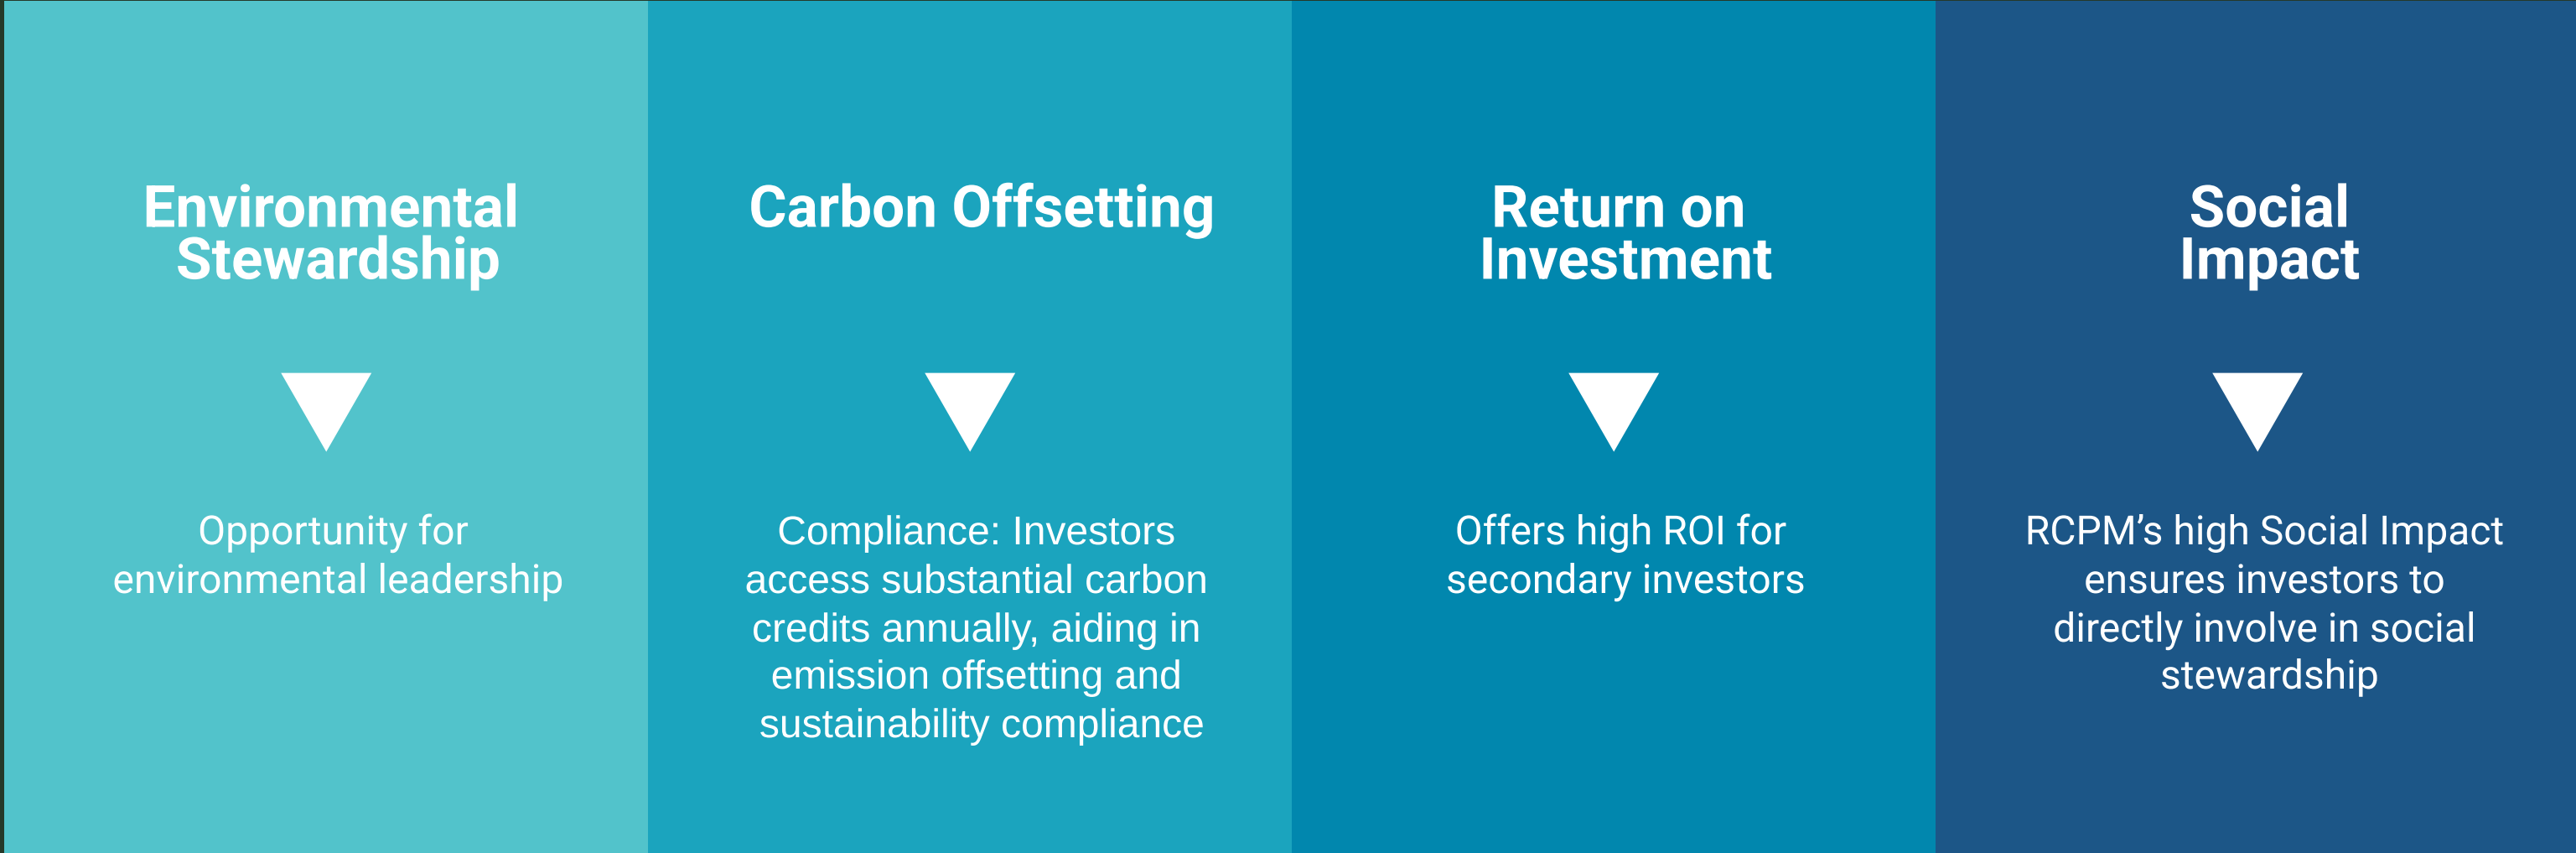 Environmental
Stewardship
Opportunity for
environmental leadership
Carbon Offsetting
Compliance: Investors
access substantial carbon
credits annually, aiding in
emission offsetting and
sustainability compliance
Return on
Investment
Offers high ROI for
secondary investors
Social
Impact
RCPM’s high Social Impact
ensures investors to
directly involve in social
stewardship